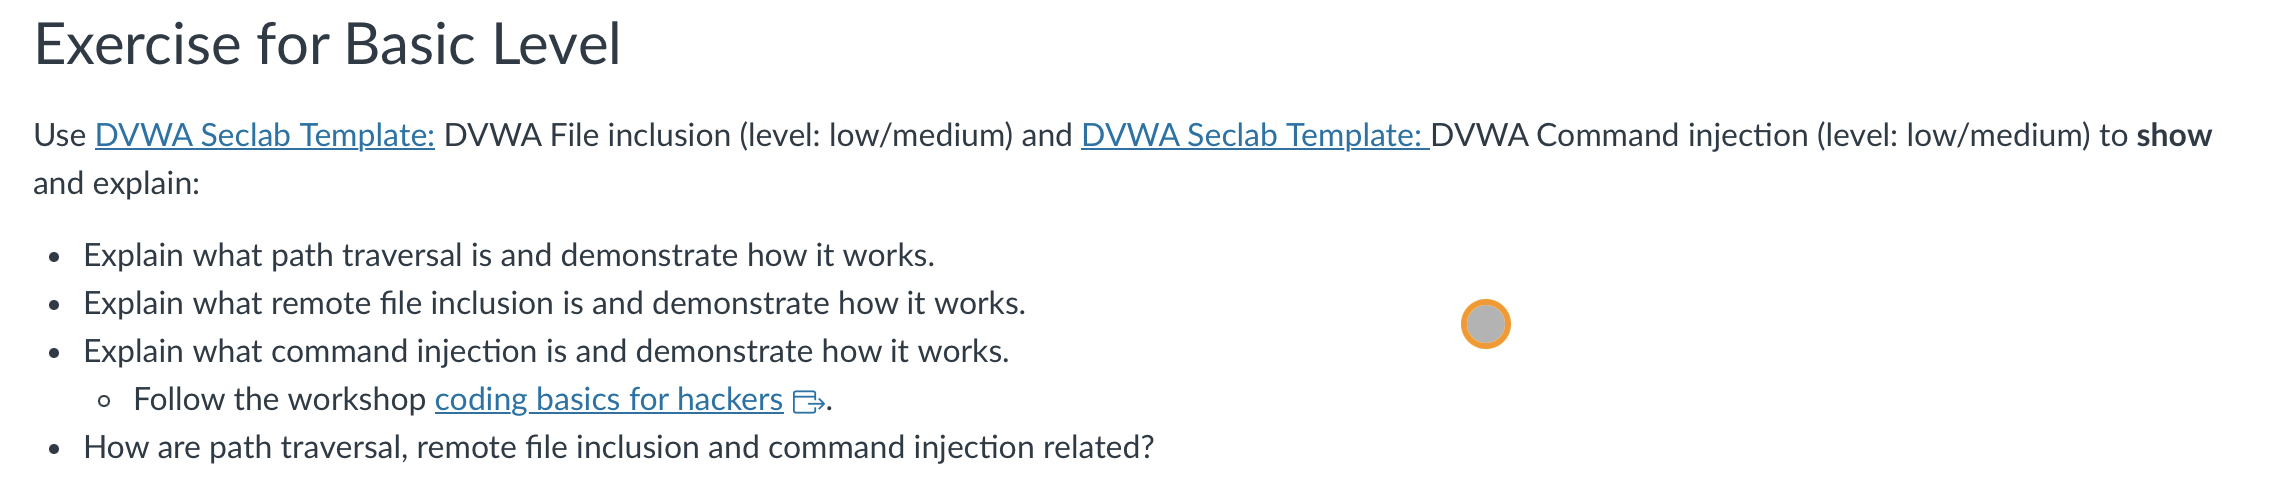 Exercise for Basic Level
Use DVWA Seclab Template: DVWA File inclusion (level: low/medium) and DVWA Seclab Template: DVWA Command injection (level: low/medium) to show
and explain:
• Explain what path traversal is and demonstrate how it works.
• Explain what remote file inclusion is and demonstrate how it works.
• Explain what command injection is and demonstrate how it works.
◦ Follow the workshop coding basics for hackers.
• How are path traversal, remote file inclusion and command injection related?